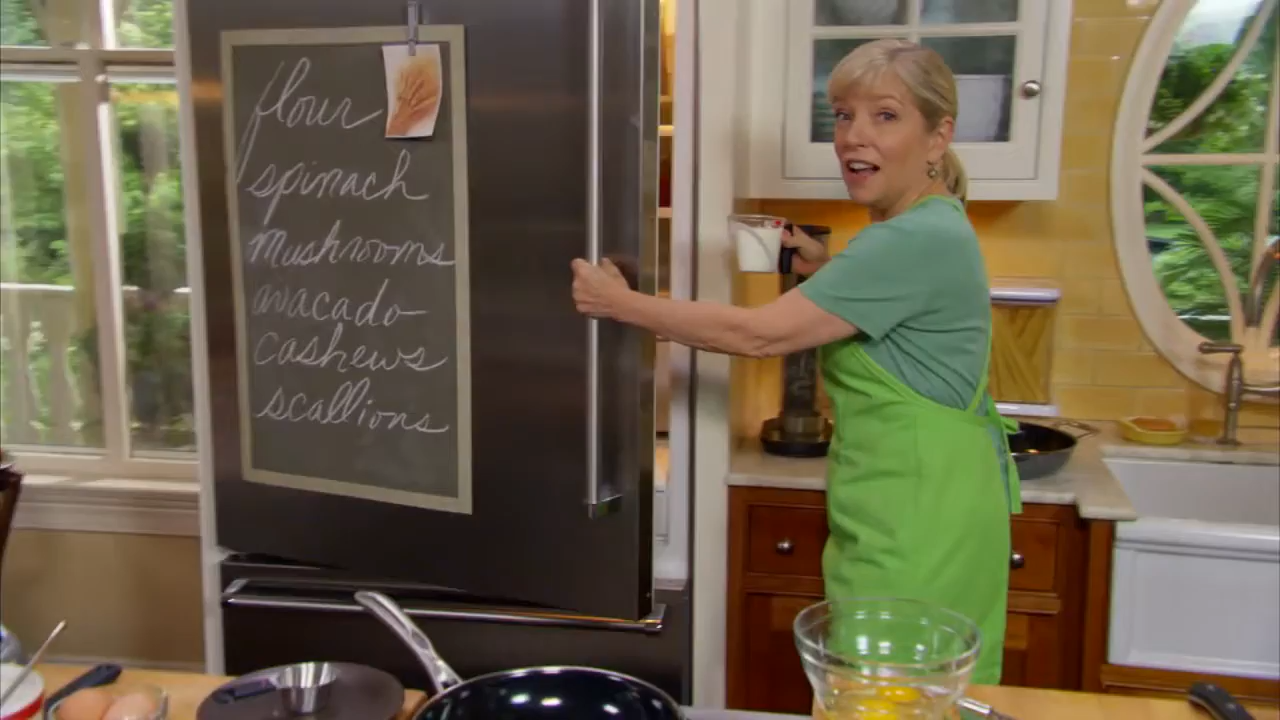 flour
spinach
mushrooms
avacado
cashews
scallions